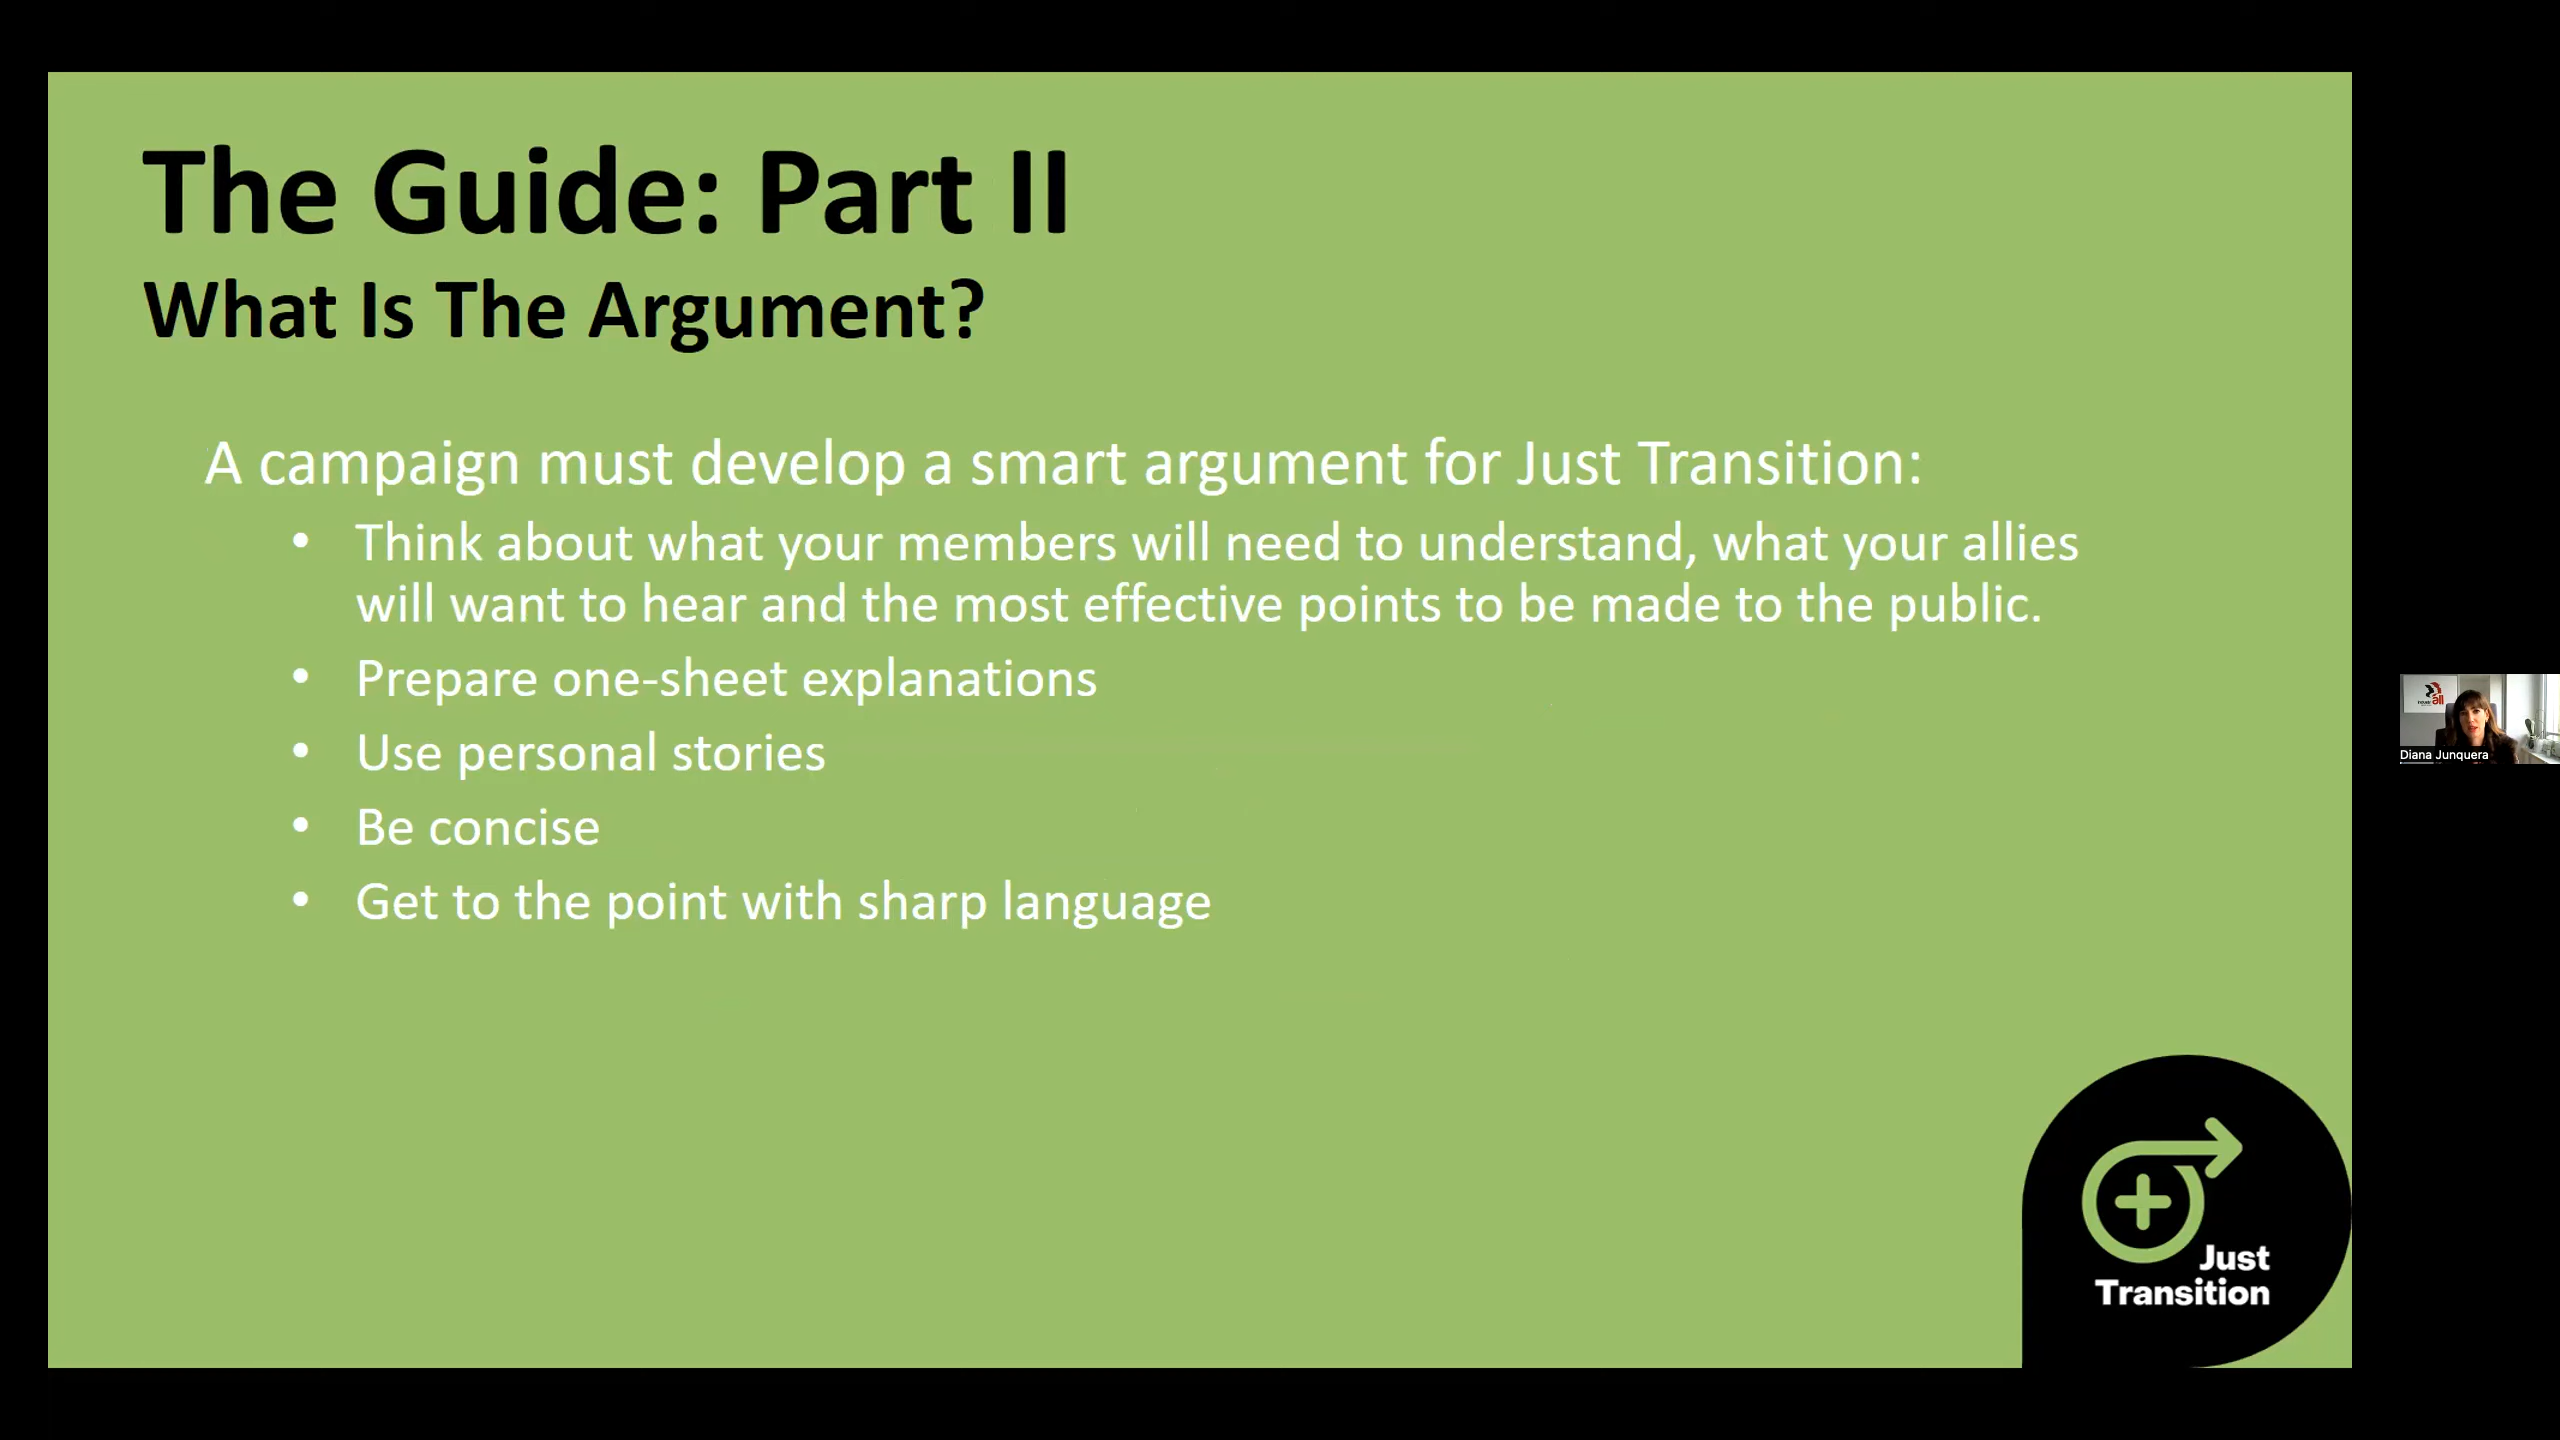 The Guide: Part II
What Is The Argument?
A campaign must develop a smart argument for Just Transition:
• Think about what your members will need to understand, what your allies
will want to hear and the most effective points to be made to the public.
• Prepare one-sheet explanations
• Use personal stories
• Be concise
• Get to the point with sharp language
Diana Junquera
Just
Transition